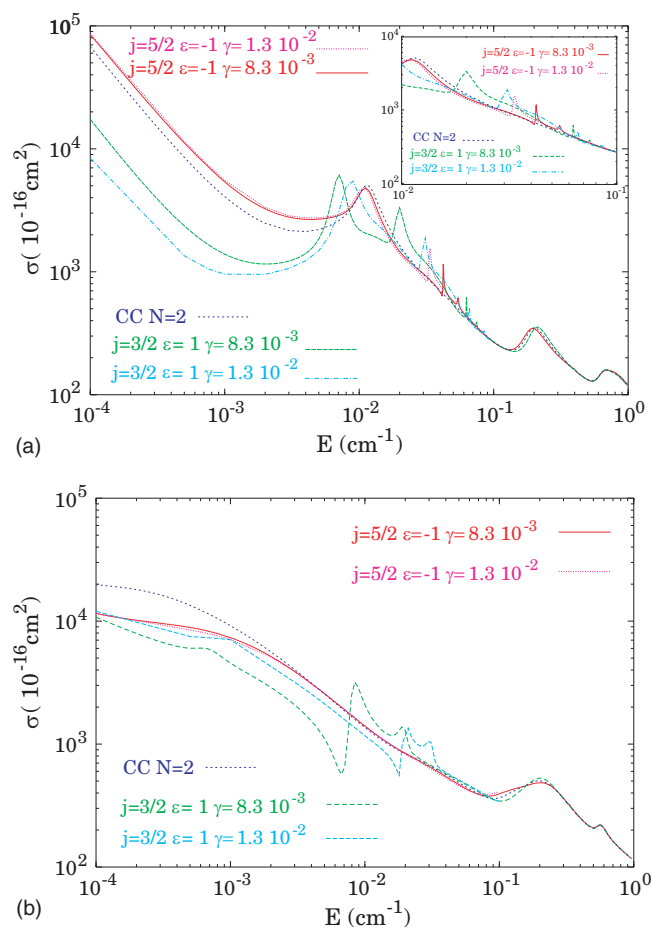 10^5
j=5/2 ε=-1 γ= 1.3 10^-2
j=5/2 ε=-1 γ= 8.3 10^-3
10^4
10^3
10^2
σ( 10^-16 cm^2)
10^4
j=5/2 ε=-1 γ= 8.3 10^-3
j=5/2 ε=-1 γ= 1.3 10^-2
10^3
CC N=2
j=3/2 ε= 1 γ= 8.3 10^-3
j=3/2 ε= 1 γ= 1.3 10^-2
10^2
10^-2
10^-1
CC N=2
j=3/2 ε= 1 γ= 8.3 10^-3
j=3/2 ε= 1 γ= 1.3 10^-2
10^-4 10^-3 10^-2 10^-1 10^0
(a)
E (cm^-1)
10^5
j=5/2 ε=-1 γ= 8.3 10^-3
j=5/2 ε=-1 γ= 1.3 10^-2
10^4
10^3
10^2
σ( 10^-16 cm^2)
CC N=2
j=3/2 ε= 1 γ= 8.3 10^-3
j=3/2 ε= 1 γ= 1.3 10^-2
10^-4 10^-3 10^-2 10^-1 10^0
(b)
E (cm^-1)